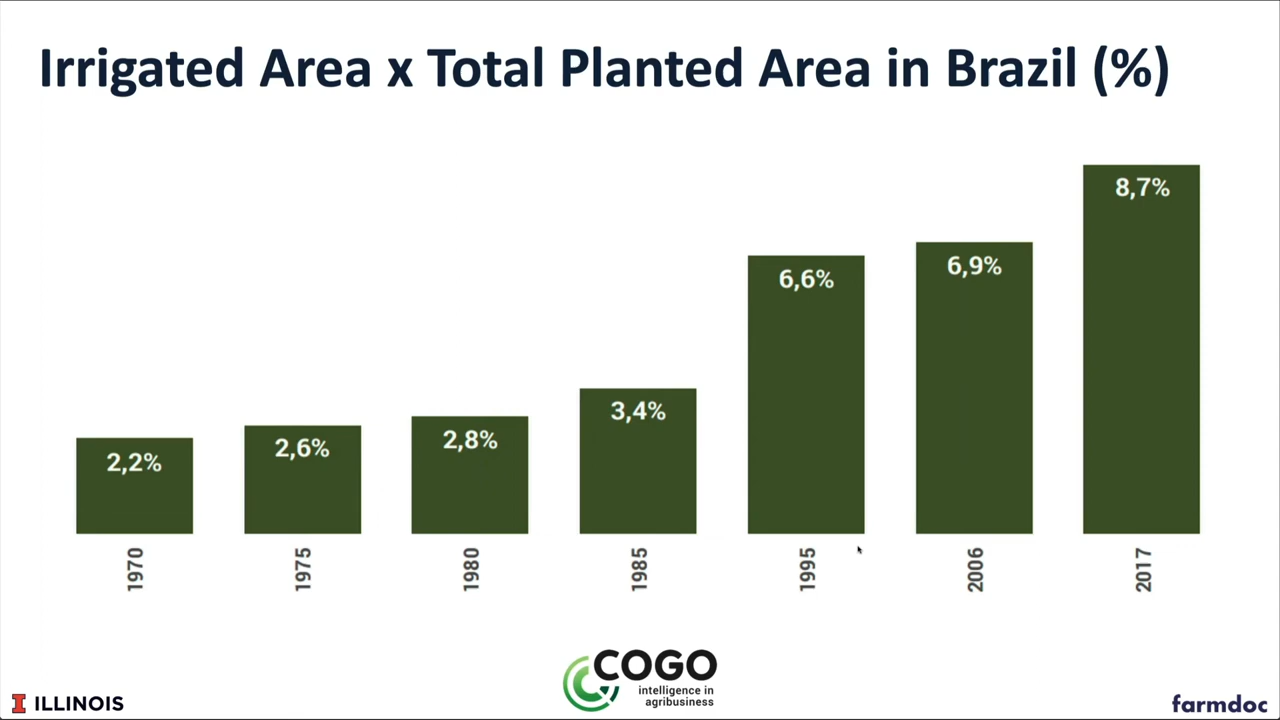 Irrigated Area x Total Planted Area in Brazil (%)
2,2%
2,6%
2,8%
3,4%
6,6%
6,9%
8,7%
1970
1975
1980
1985
1995
2006
2017
COGO
intelligence in
agribusiness
I ILLINOIS
farmdoc